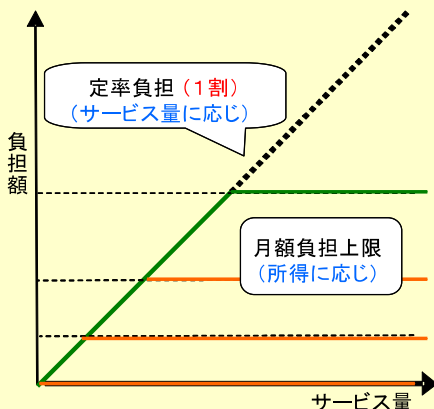 定率負担（１割）
（サービス量に応じ）
負担額
月額負担上限
（所得に応じ）
サービス量